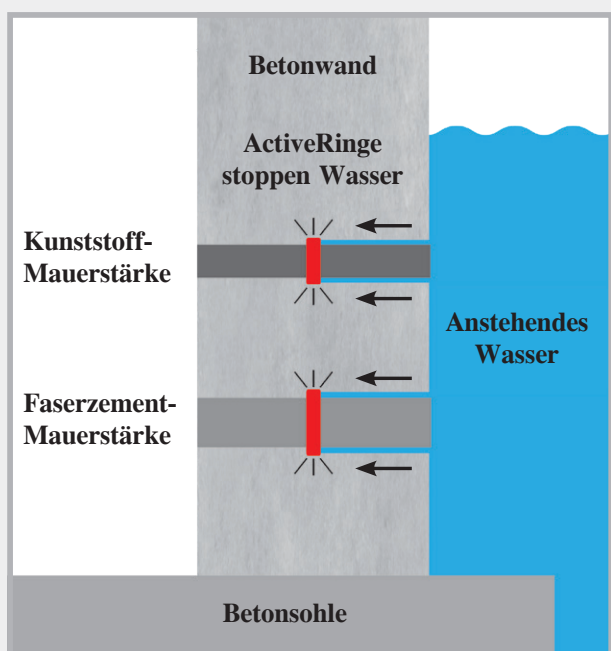 Betonwand
ActiveRinge
stoppen Wasser
Kunststoff-
Mauerstärke
Anstehendes
Wasser
Faserzement-
Mauerstärke
Betonsohle